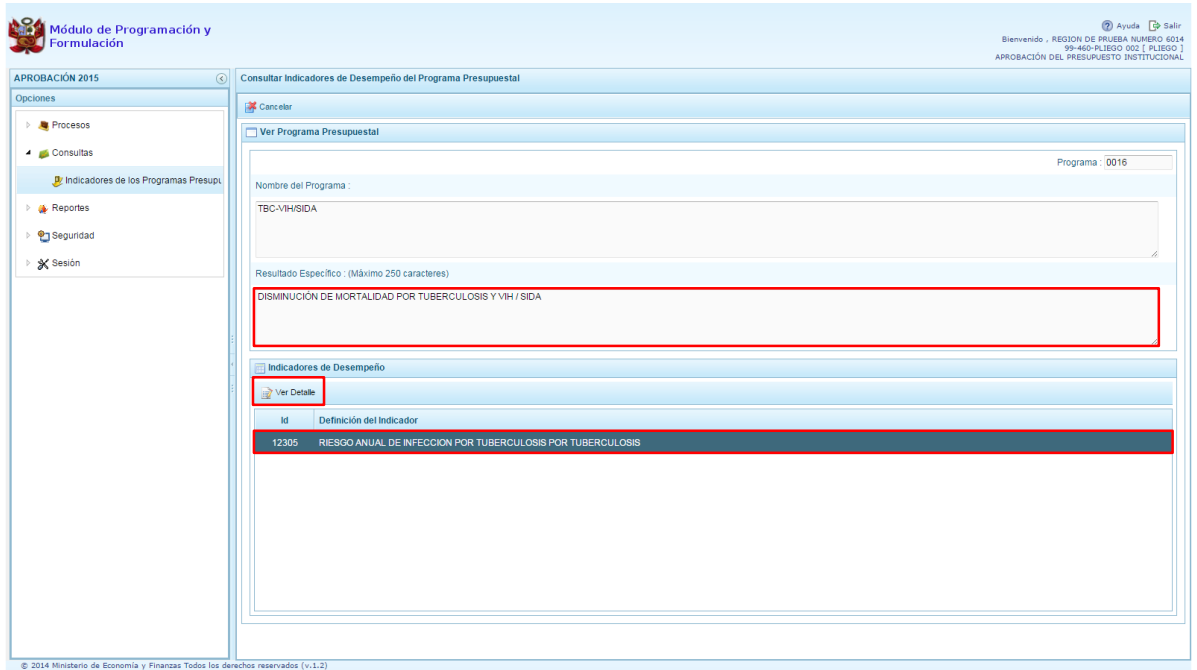 Módulo de Programación y
Formulación
Ayuda Salir
Bienvenido , REGION DE PRUEBA NUMERO 6014
99-460-PLIEGO 002 [ PLIEGO ]
APROBACIÓN DEL PRESUPUESTO INSTITUCIONAL
APROBACIÓN 2015
Opciones
Procesos
Consultas
Indicadores de los Programas Presupu
Reportes
Seguridad
Sesión
Consultar Indicadores de Desempeño del Programa Presupuestal
Cancelar
Ver Programa Presupuestal
Programa : 0016
Nombre del Programa :
TBC-VIH/SIDA
Resultado Específico : (Máximo 250 caracteres)
DISMINUCIÓN DE MORTALIDAD POR TUBERCULOSIS Y VIH / SIDA
Indicadores de Desempeño
Ver Detalle
Id Definición del Indicador
12305 RIESGO ANUAL DE INFECCION POR TUBERCULOSIS POR TUBERCULOSIS
© 2014 Ministerio de Economía y Finanzas Todos los derechos reservados (v.1.2)